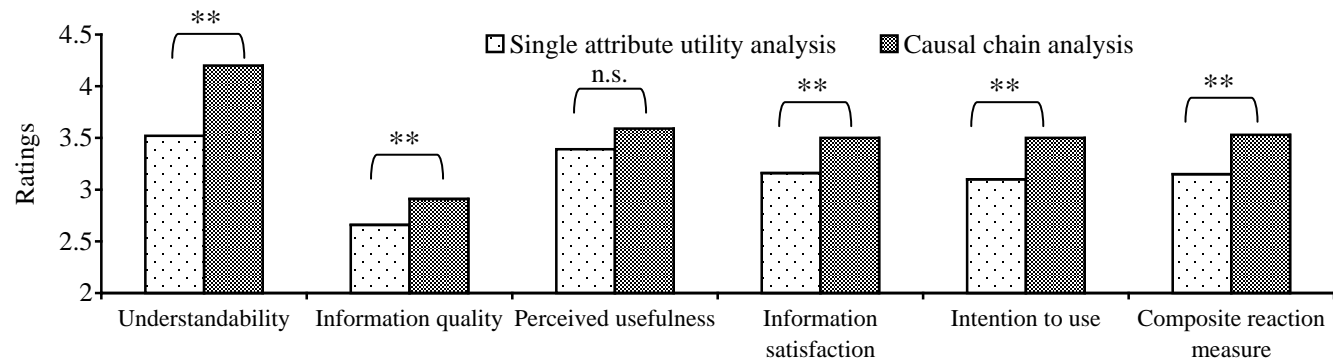 **
4.5
Single attribute utility analysis
Causal chain analysis
n.s.
4
**
**
**
3.5
**
Ratings
3
2.5
2
Understandability
Information quality
Perceived usefulness
Information
satisfaction
Intention to use
Composite reaction
measure